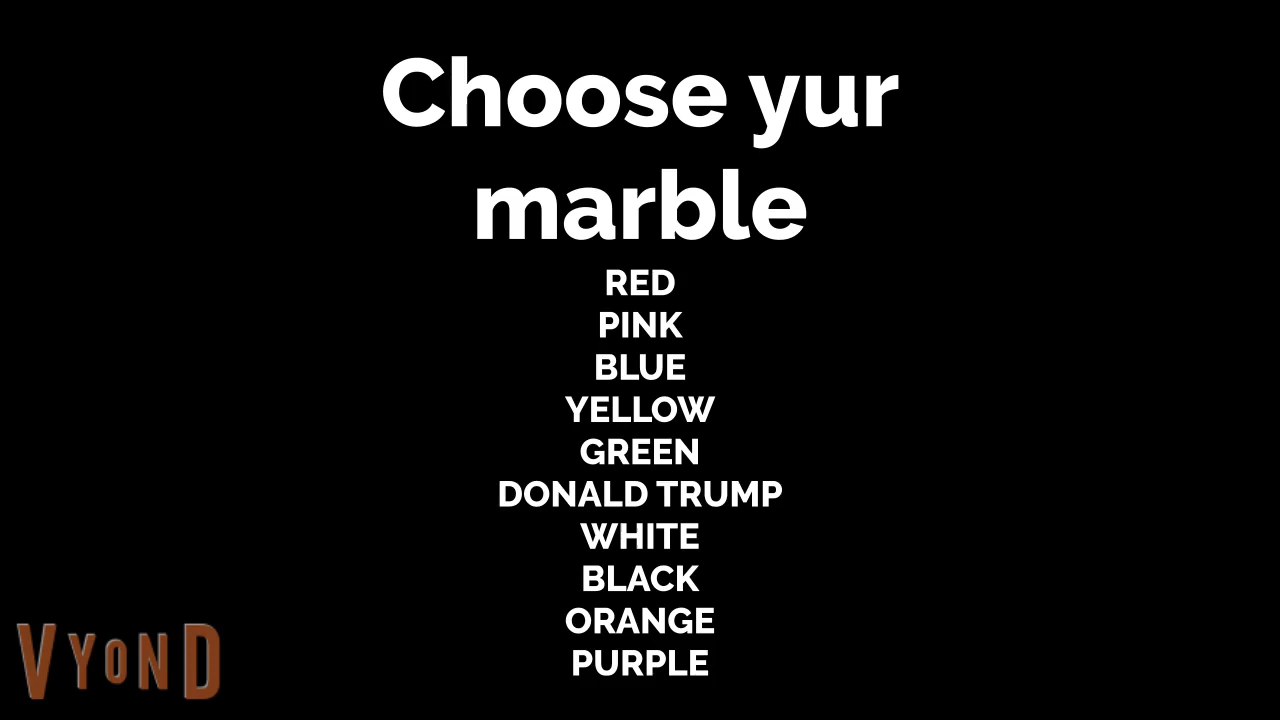 Choose yur
marble
RED
PINK
BLUE
YELLOW
GREEN
DONALD TRUMP
WHITE
BLACK
ORANGE
PURPLE
VYOND